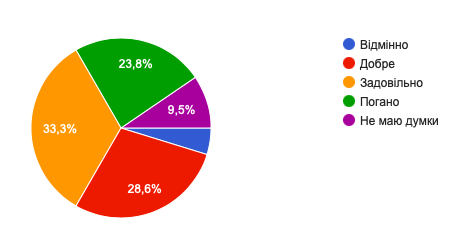 23,8%
9,5%
33,3%
28,6%
Відмінно
Добре
Задовільно
Погано
Не маю думки